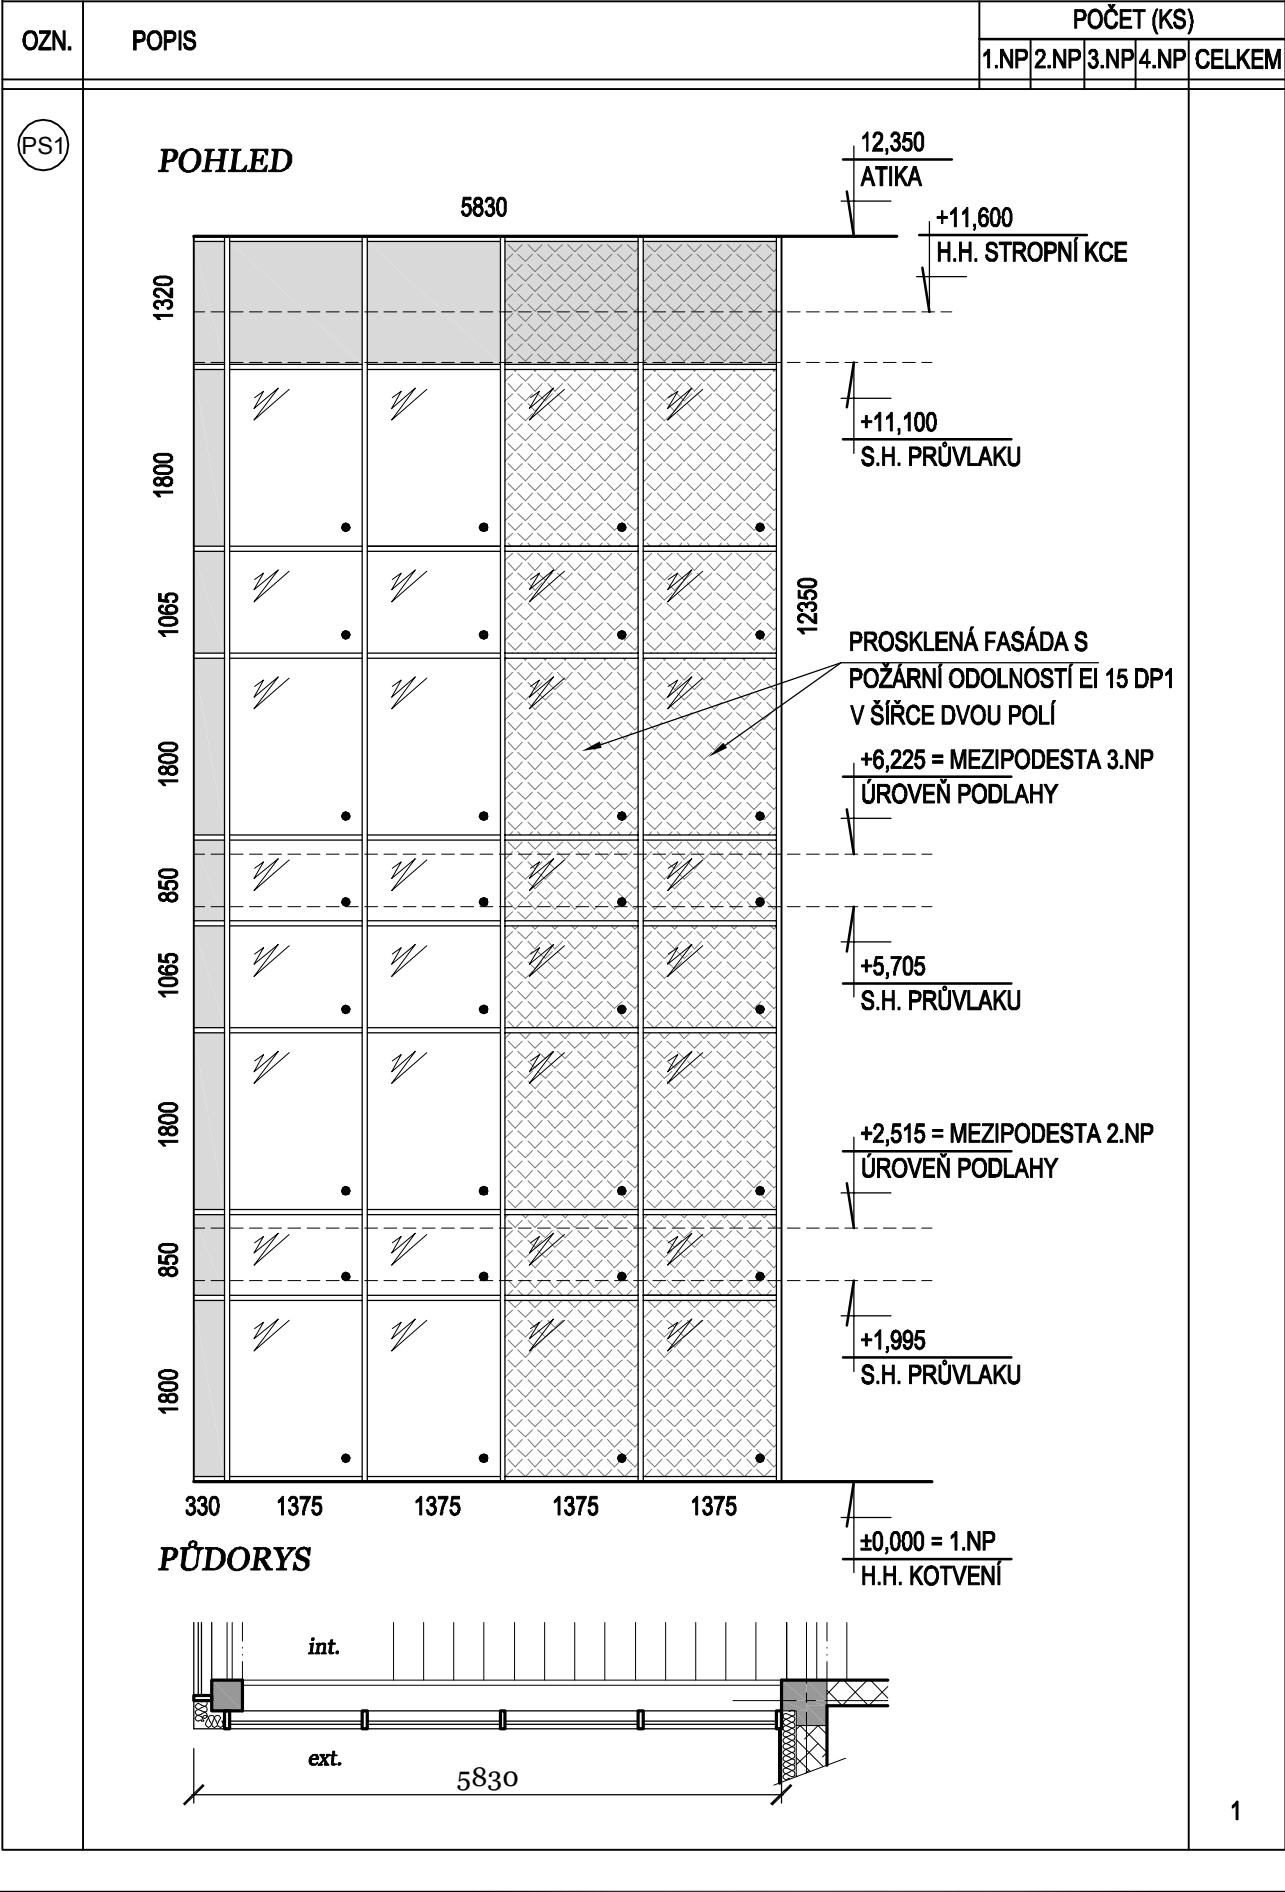 OZN.
POPIS
POČET (KS)
1.NP 2.NP 3.NP 4.NP CELKEM
PS1
POHLED
12,350
ATIKA
5830
+11,600
H.H. STROPNÍ KCE
1320
+11,100
S.H. PRŮVLAKU
1800
1065
12350
PROSKLENÁ FASÁDA S
POŽÁRNÍ ODOLNOSTÍ EI 15 DP1
V ŠÍŘCE DVOU POLÍ
1800
+6,225 = MEZIPODESTA 3.NP
ÚROVEŇ PODLAHY
850
1065
+5,705
S.H. PRŮVLAKU
1800
+2,515 = MEZIPODESTA 2.NP
ÚROVEŇ PODLAHY
850
+1,995
S.H. PRŮVLAKU
1800
330 1375 1375 1375 1375
±0,000 = 1.NP
H.H. KOTVENÍ
PŮDORYS
int.
ext.
5830
1